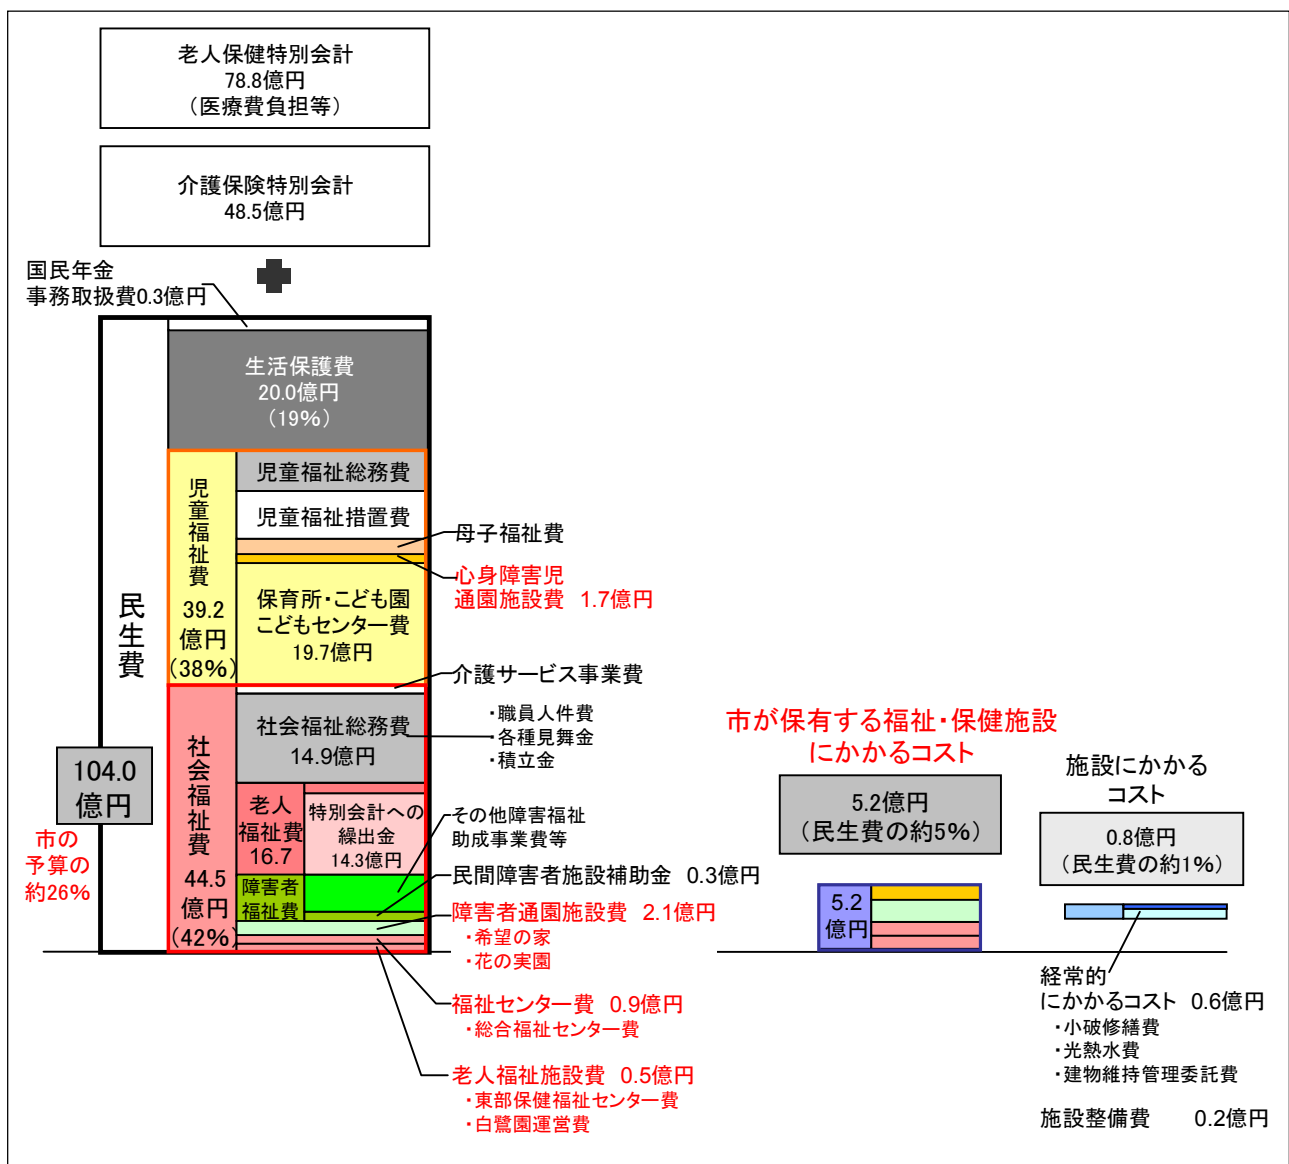 老人保健特別会計
78.8億円
（医療費負担等）
介護保険特別会計
48.5億円
国民年金
事務取扱費0.3億円
生活保護費
20.0億円
（19%）
民生費
104.0
億円
市の
予算の
約26%
児童福祉費
39.2
億円
(38%)
児童福祉総務費
児童福祉措置費
保育所・こども園
こどもセンター費
19.7億円
母子福祉費
心身障害児
通園施設費 1.7億円
介護サービス事業費
社会福祉費
44.5
億円
(42%)
社会福祉総務費
14.9億円
・職員人件費
・各種見舞金
・積立金
老人
福祉費
16.7
特別会計への
繰出金
14.3億円
その他障害福祉
助成事業費等
障害者
福祉費
民間障害者施設補助金 0.3億円
障害者通園施設費 2.1億円
・希望の家
・花の実園
福祉センター費 0.9億円
・総合福祉センター費
老人福祉施設費 0.5億円
・東部保健福祉センター費
・白鷺園運営費
市が保有する福祉・保健施設
にかかるコスト
5.2億円
（民生費の約5%）
5.2
億円
施設にかかる
コスト
0.8億円
（民生費の約1%）
経常的
にかかるコスト 0.6億円
・小破修繕費
・光熱水費
・建物維持管理委託費
施設整備費 0.2億円